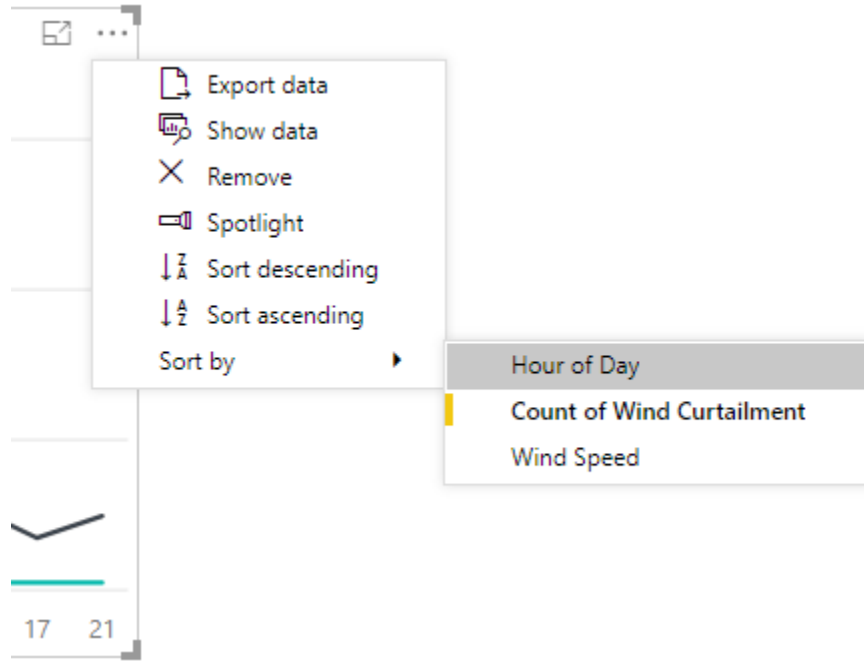 Export data
Show data
Remove
Spotlight
Sort descending
Sort ascending
Sort by
Hour of Day
Count of Wind Curtailment
Wind Speed
17 21